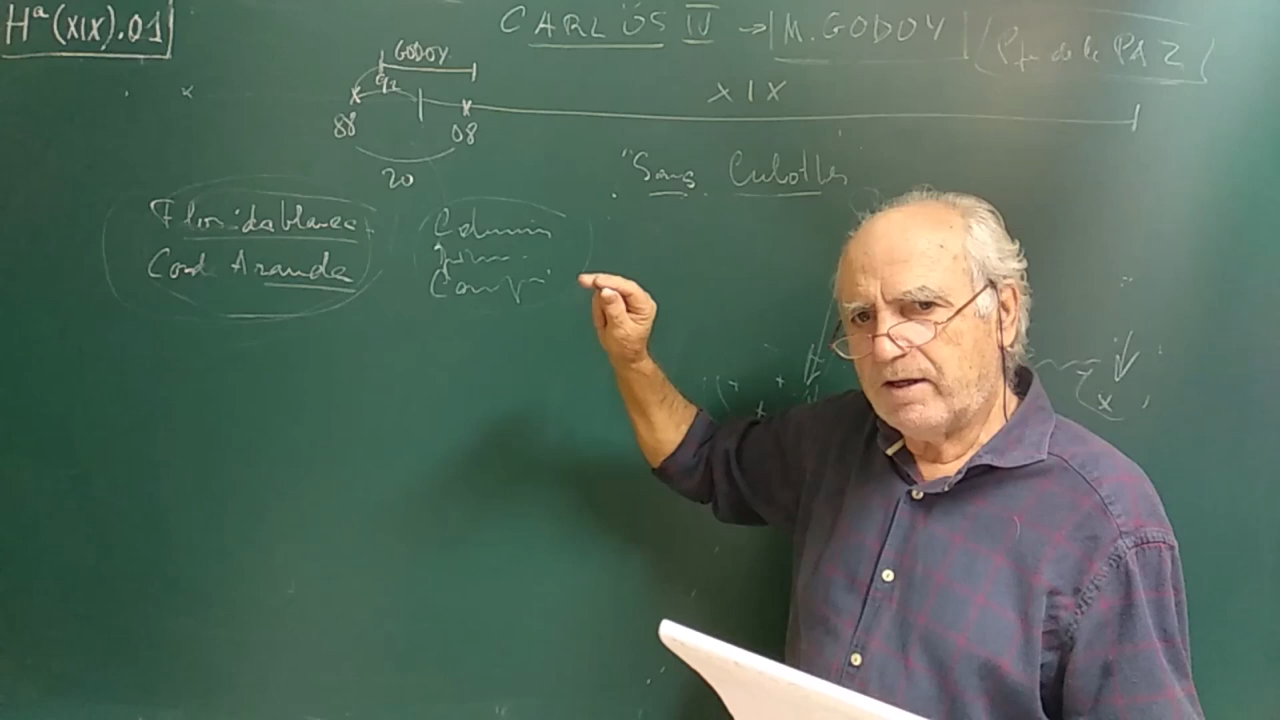 Hª(XIX).01
CARLOS IV → M. GODOY (Pe de la PAZ)
GODOY
92
XIX
88 08
20
"Sans Culottes
Floridablanca
Cond Aranda